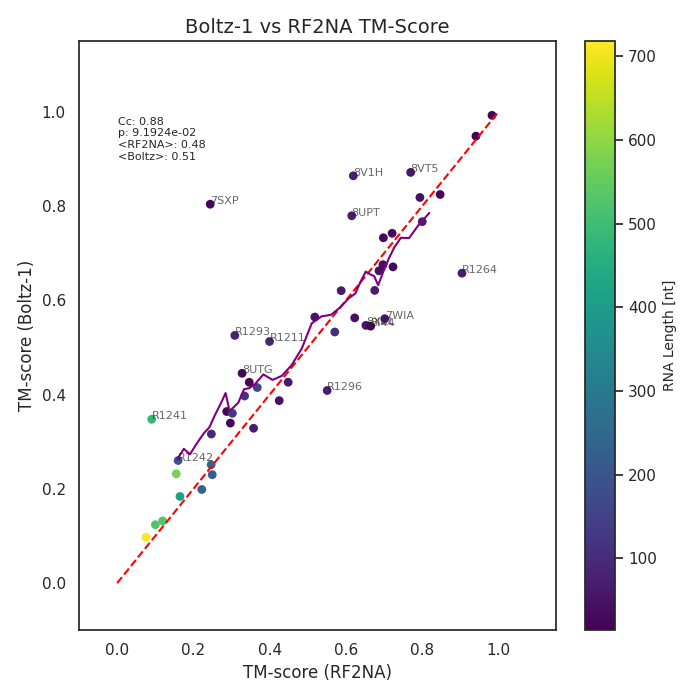 Boltz-1 vs RF2NA TM-Score
Cc: 0.88
p: 9.1924e-02
<RF2NA>: 0.48
<Boltz>: 0.51
8V1H
8VT5
7SXP
8UPT
R1264
7WIA
R1293
R1211
8UTG
R1296
R1241
R1242
TM-score (Boltz-1)
1.0
0.8
0.6
0.4
0.2
0.0
0.0 0.2 0.4 0.6 0.8 1.0
TM-score (RF2NA)
700
600
500
400
300
200
100
RNA Length [nt]